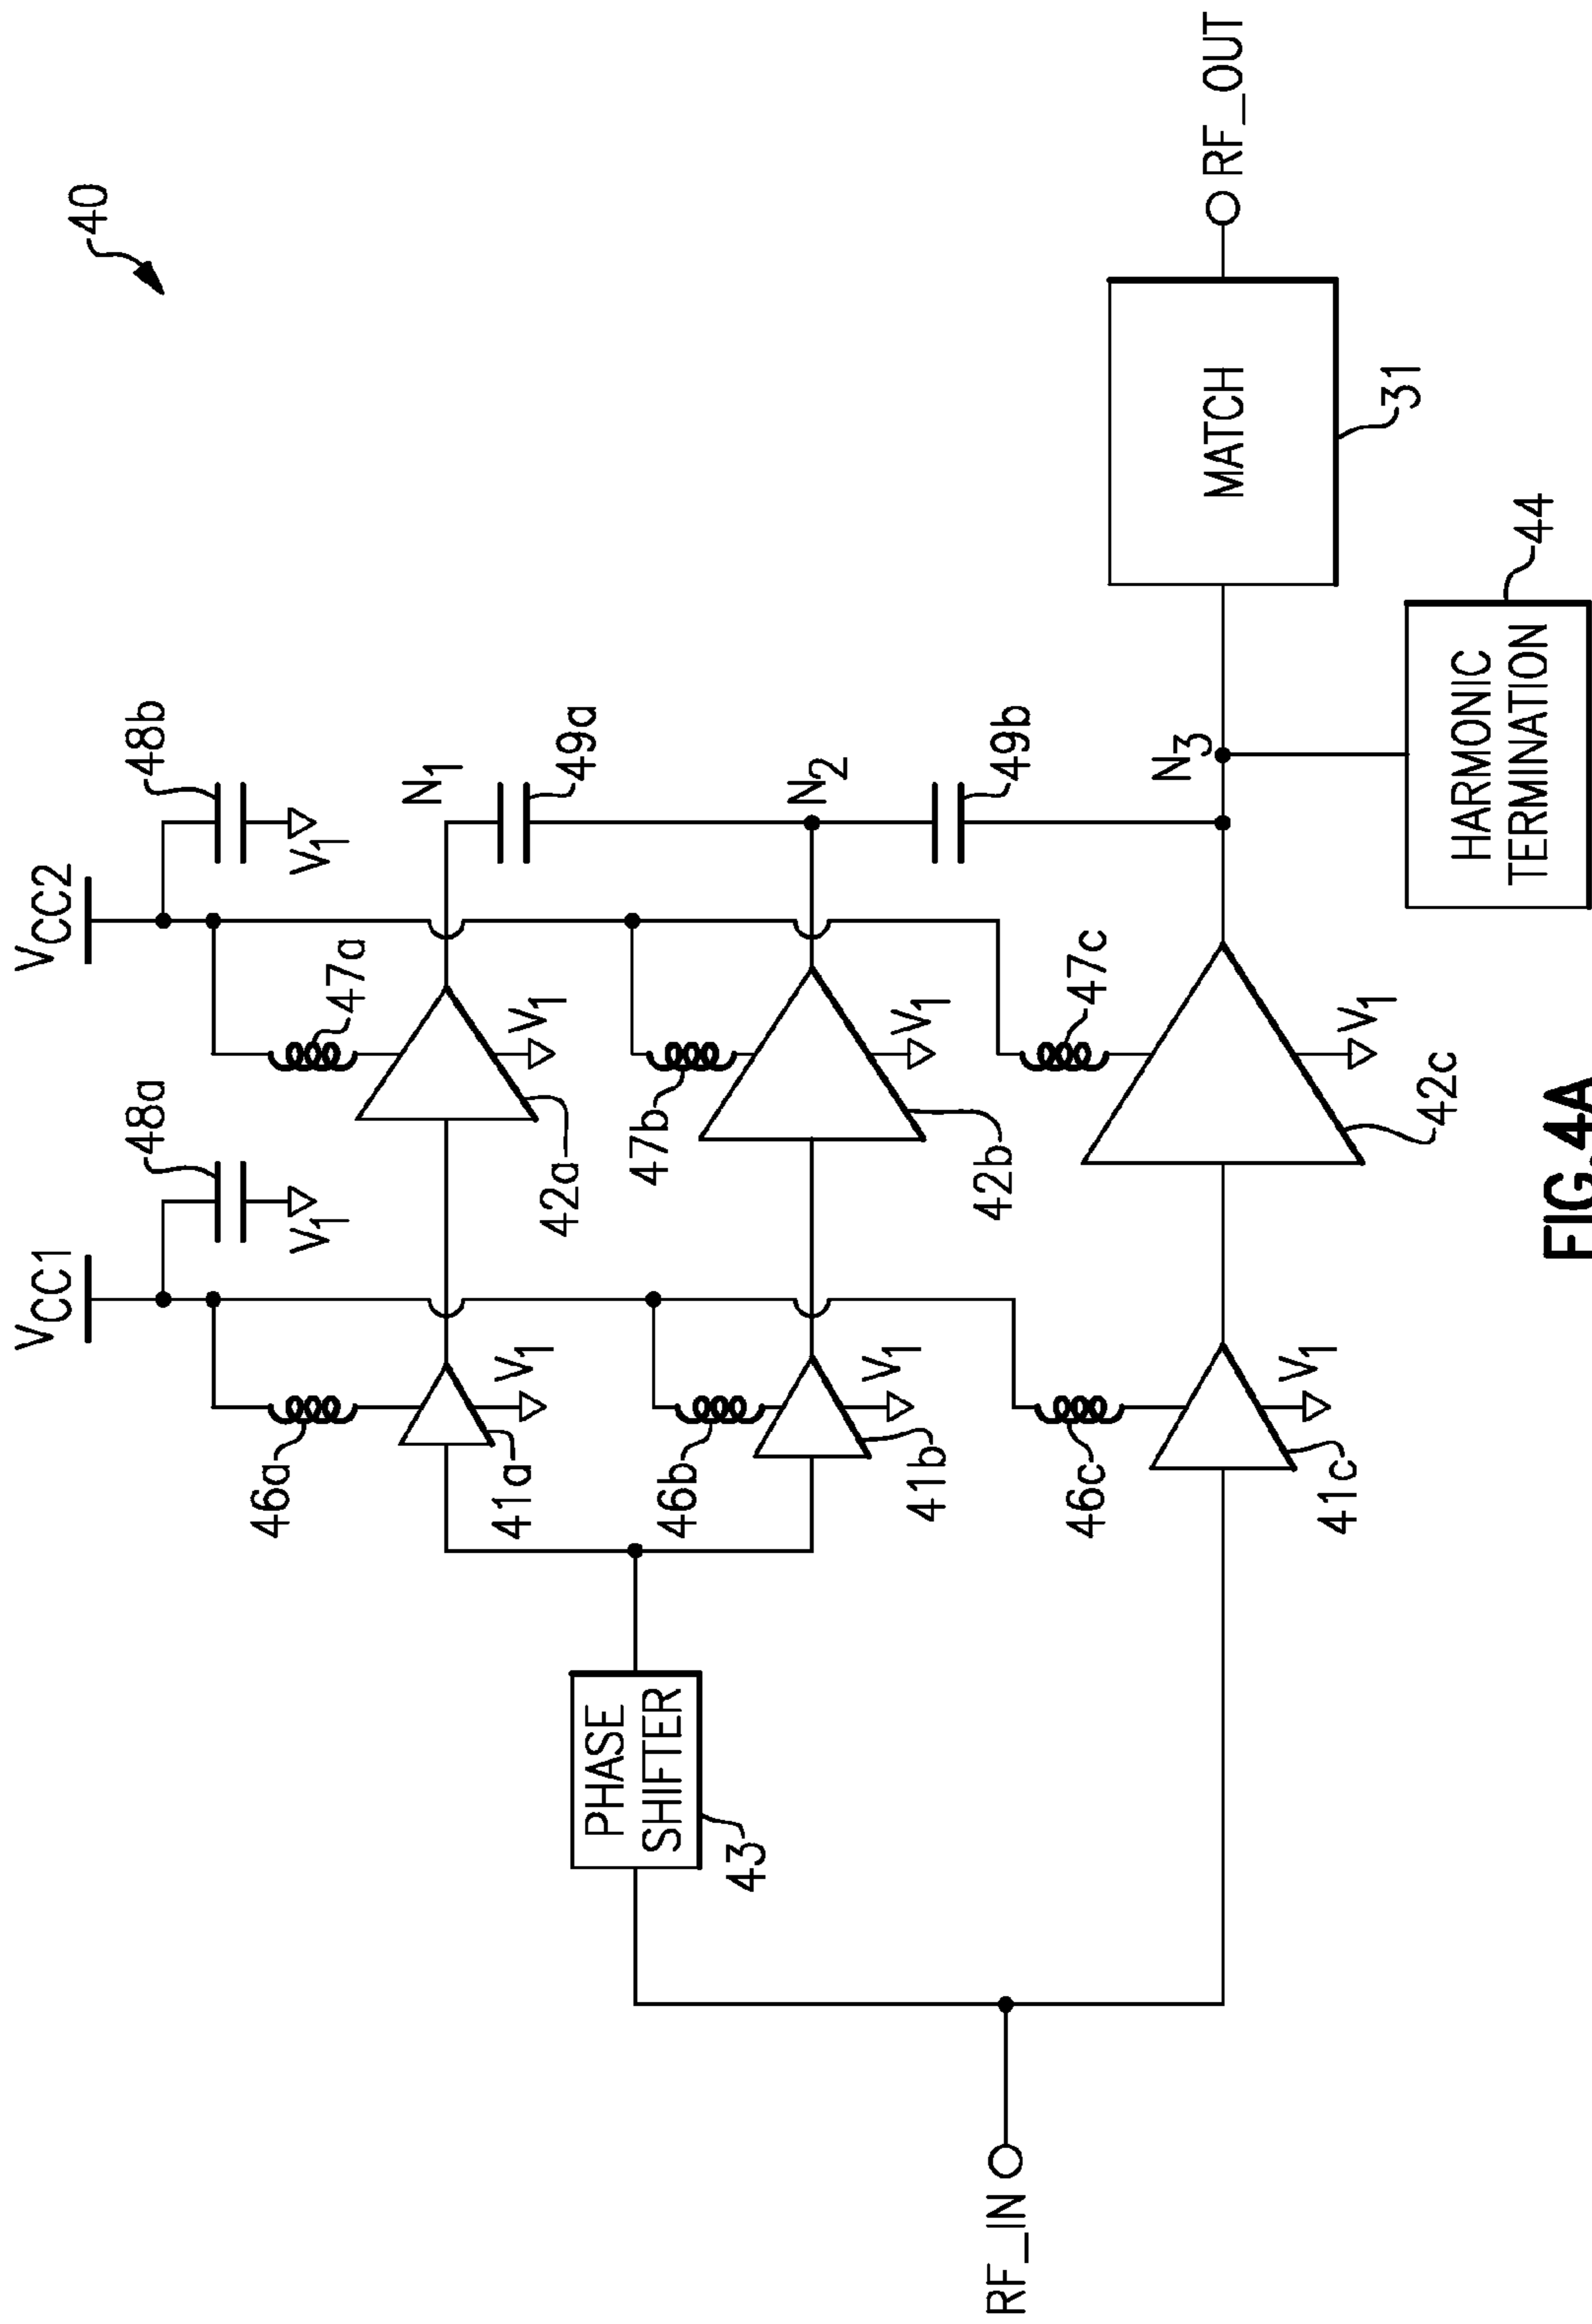 40
VCC1
VCC2
48a
48b
V1
V1
46a
47a
N1
41a
V1
42a
V1
49a
PHASE
SHIFTER
43
46b
47b
N2
41b
V1
42b
V1
49b
RF_IN
46c
47c
N3
41c
V1
42c
V1
MATCH
31
RF_OUT
HARMONIC
TERMINATION
44
FIG.4A